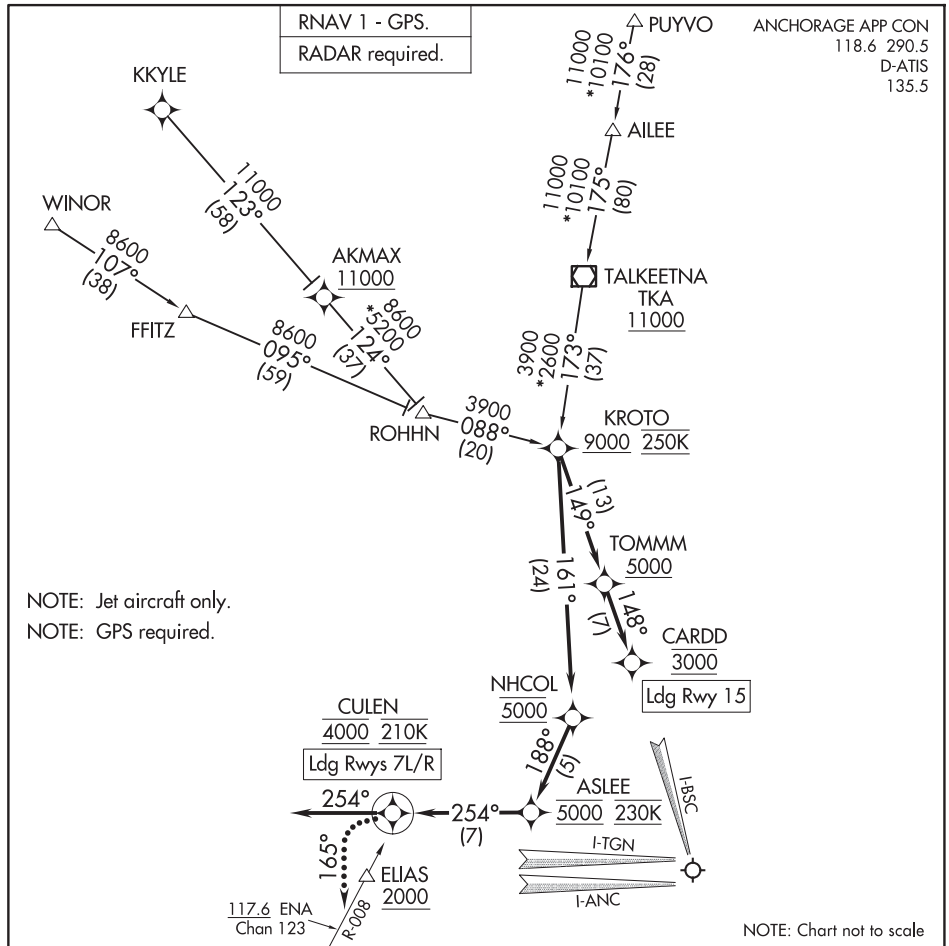 RNAV 1 - GPS.
RADAR required.
PUYVO
ANCHORAGE APP CON
118.6 290.5
D-ATIS
135.5
11000
*10100
176°
(28)
AILEE
11000
*10100
175°
(80)
KKYLE
11000
123°
(58)
WINOR
8600
107°
(38)
FFITZ
AKMAX
11000
8600
*5200
124°
(37)
8600
095°
(59)
ROHHN
TALKEETNA
TKA
11000
3900
*2600
173°
(37)
3900
088°
(20)
KROTO
9000 250K
(13)
149°
TOMMM
5000
161°
(24)
148°
(7)
CARDD
3000
Ldg Rwy 15
NOTE: Jet aircraft only.
NOTE: GPS required.
NHCOL
5000
188°
(5)
CULEN
4000 210K
Ldg Rwys 7L/R
254°
254°
(7)
ASLEE
5000 230K
165°
ELIAS
2000
117.6 ENA
Chan 123
R-008
I-BSC
I-TGN
I-ANC
NOTE: Chart not to scale